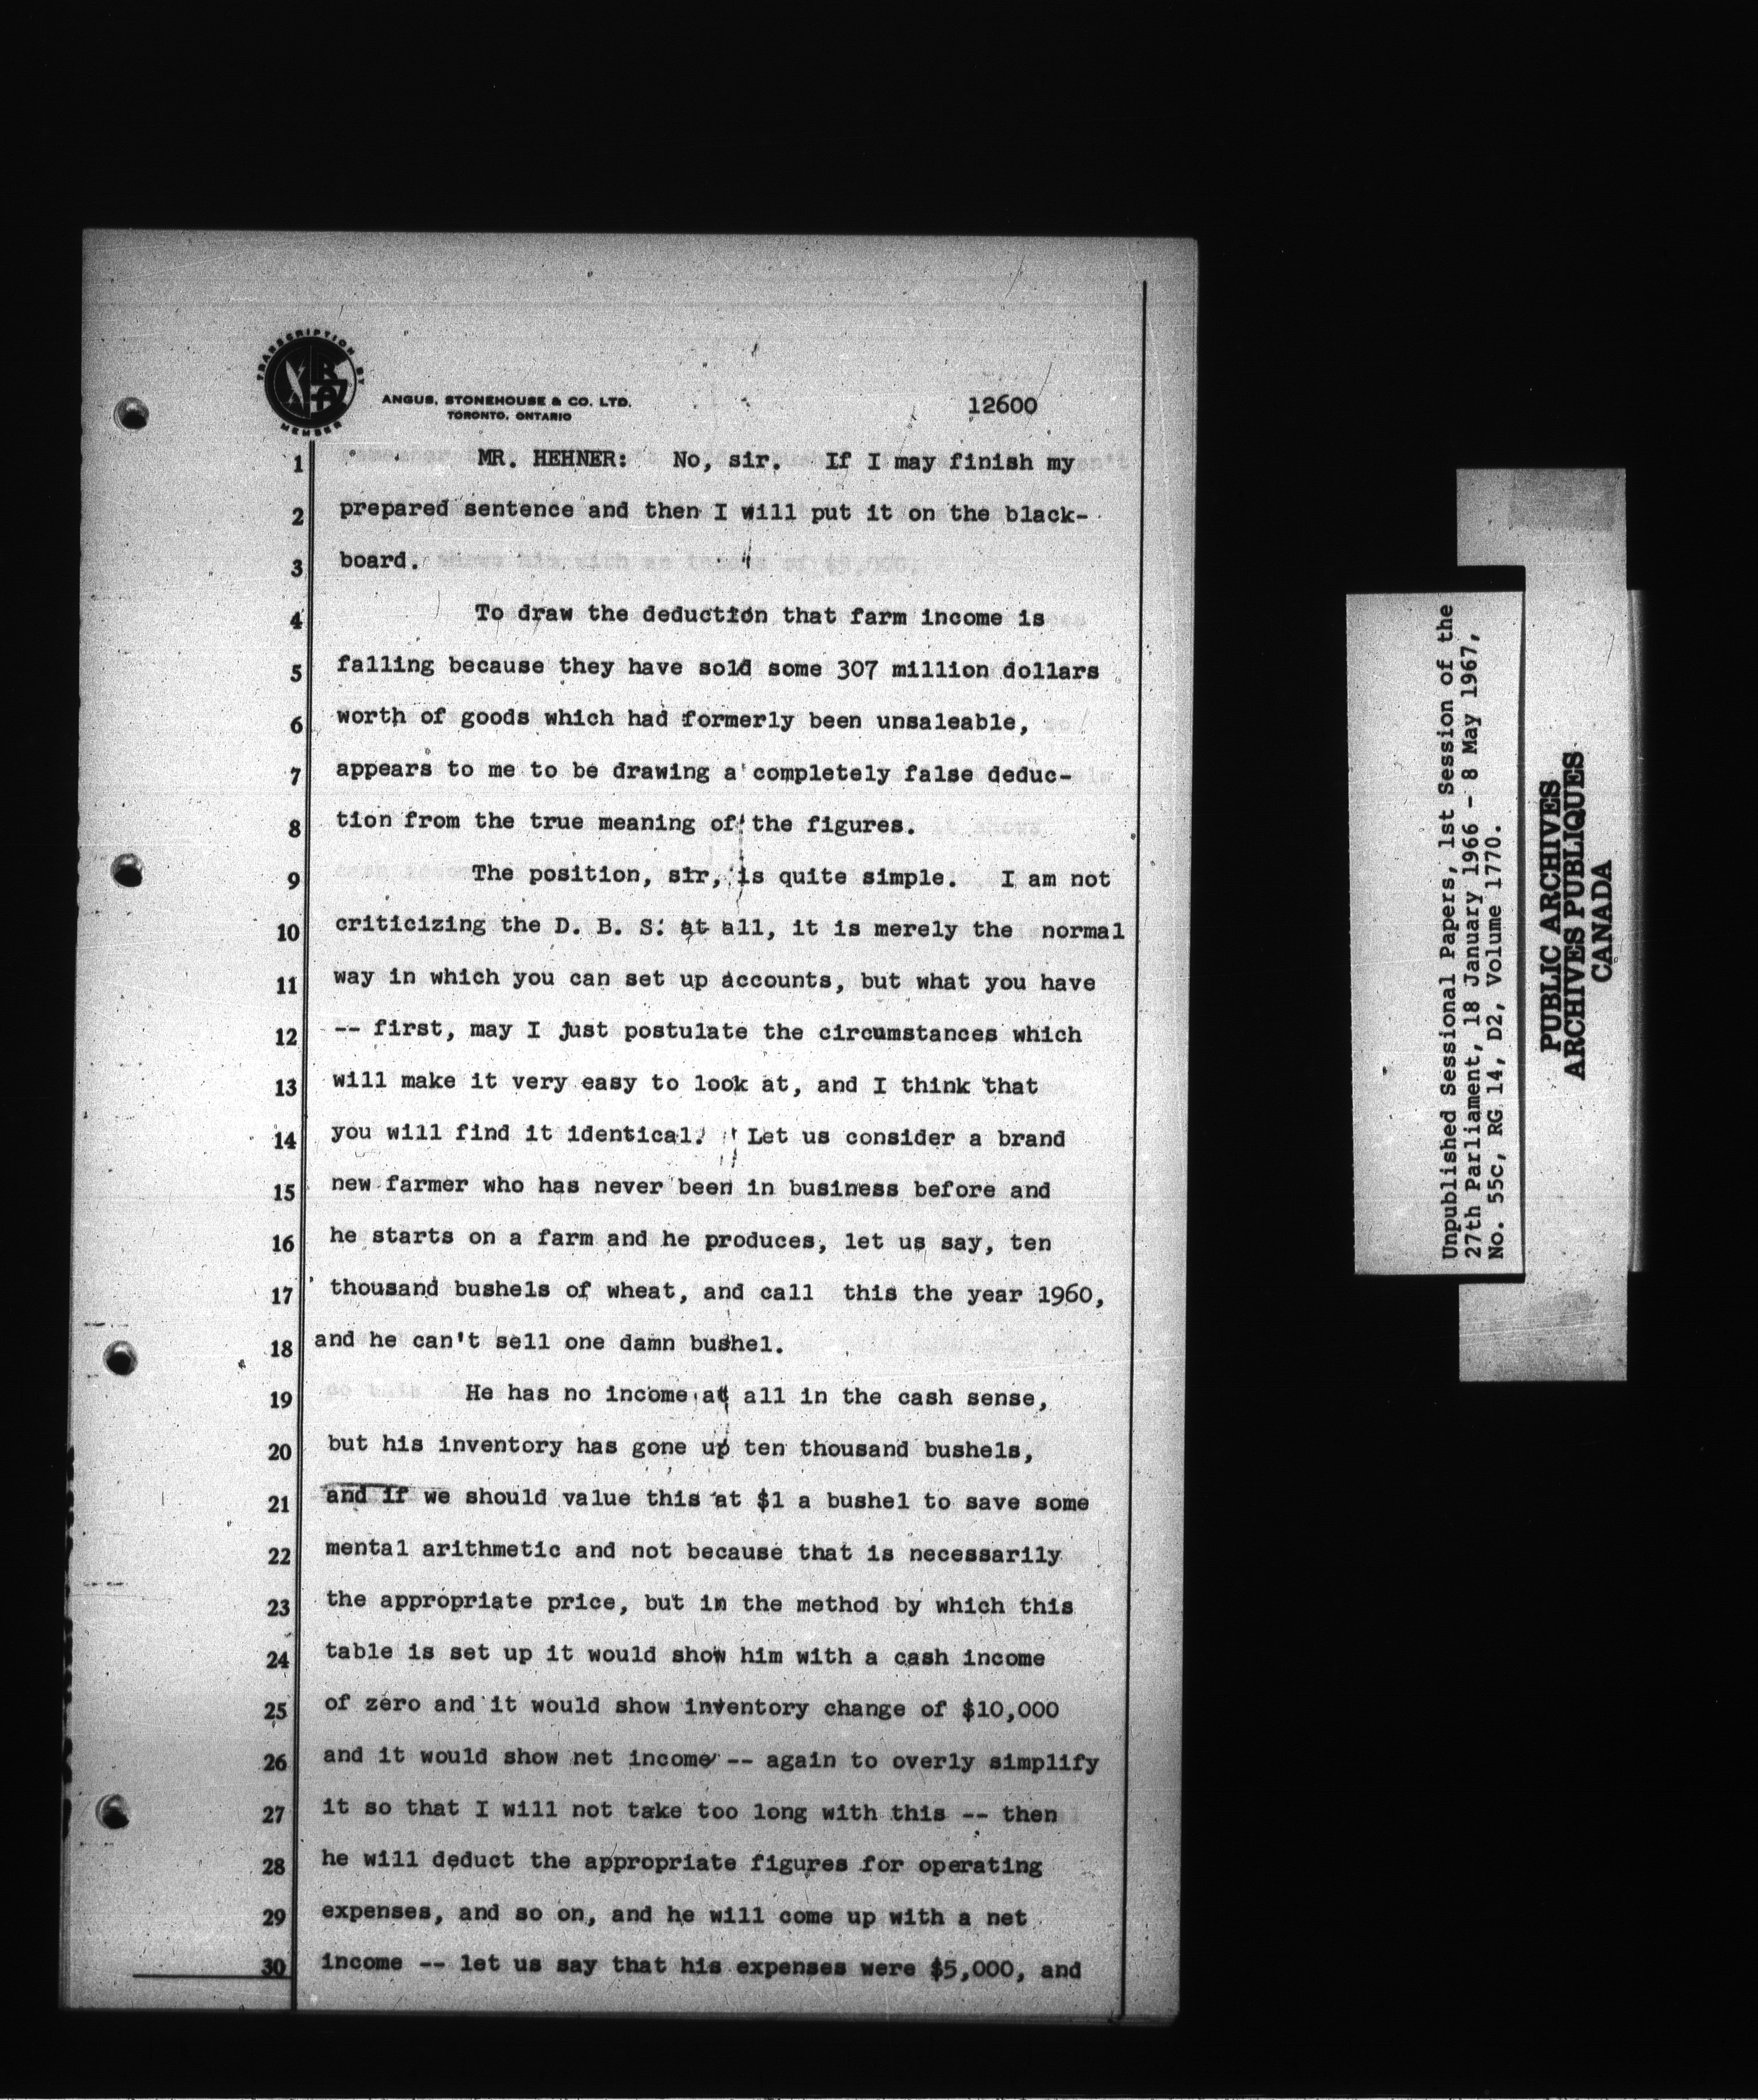 TRANSCRIPTION BY
MEMBER
ANGUS, STONEHOUSE & CO. LTD.
TORONTO, ONTARIO
12600
1 MR. HEHNER: No, sir. If I may finish my
2 prepared sentence and then I will put it on the black-
3 board.
4 To draw the deduction that farm income is
5 falling because they have sold some 307 million dollars
6 worth of goods which had formerly been unsaleable,
7 appears to me to be drawing a completely false deduc-
8 tion from the true meaning of the figures.
9 The position, sir, is quite simple. I am not
10 criticizing the D. B. S. at all, it is merely the normal
11 way in which you can set up accounts, but what you have
12 -- first, may I just postulate the circumstances which
13 will make it very easy to look at, and I think that
14 you will find it identical. Let us consider a brand
15 new farmer who has never been in business before and
16 he starts on a farm and he produces, let us say, ten
17 thousand bushels of wheat, and call this the year 1960,
18 and he can't sell one damn bushel.
19 He has no income at all in the cash sense,
20 but his inventory has gone up ten thousand bushels,
21 and if we should value this at $1 a bushel to save some
22 mental arithmetic and not because that is necessarily
23 the appropriate price, but in the method by which this
24 table is set up it would show him with a cash income
25 of zero and it would show inventory change of $10,000
26 and it would show net income -- again to overly simplify
27 it so that I will not take too long with this -- then
28 he will deduct the appropriate figures for operating
29 expenses, and so on, and he will come up with a net
30 income -- let us say that his expenses were $5,000, and
Unpublished Sessional Papers, 1st Session of the
27th Parliament, 18 January 1966 - 8 May 1967,
No. 55c, RG 14, D2, Volume 1770.
PUBLIC ARCHIVES
ARCHIVES PUBLIQUES
CANADA